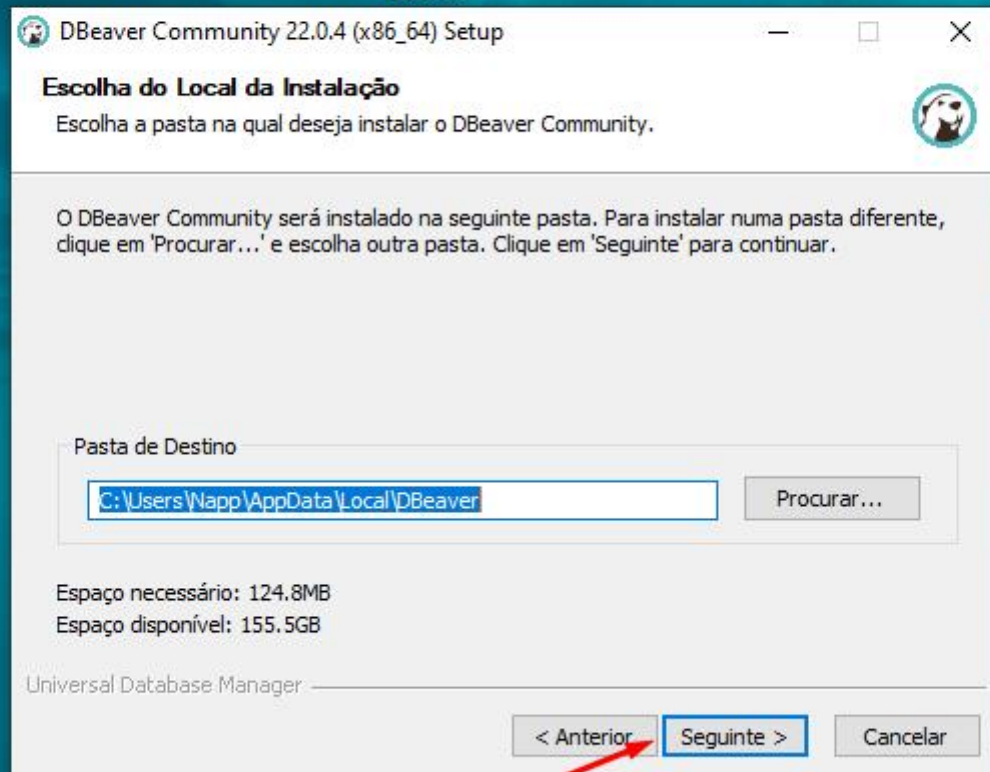 DBeaver Community 22.0.4 (x86_64) Setup
Escolha do Local da Instalação
Escolha a pasta na qual deseja instalar o DBeaver Community.
O DBeaver Community será instalado na seguinte pasta. Para instalar numa pasta diferente,
clique em 'Procurar...' e escolha outra pasta. Clique em 'Seguinte' para continuar.
Pasta de Destino
C:\Users\Napp\AppData\Local\DBeaver
Procurar...
Espaço necessário: 124.8MB
Espaço disponível: 155.5GB
Universal Database Manager
< Anterior
Seguinte >
Cancelar